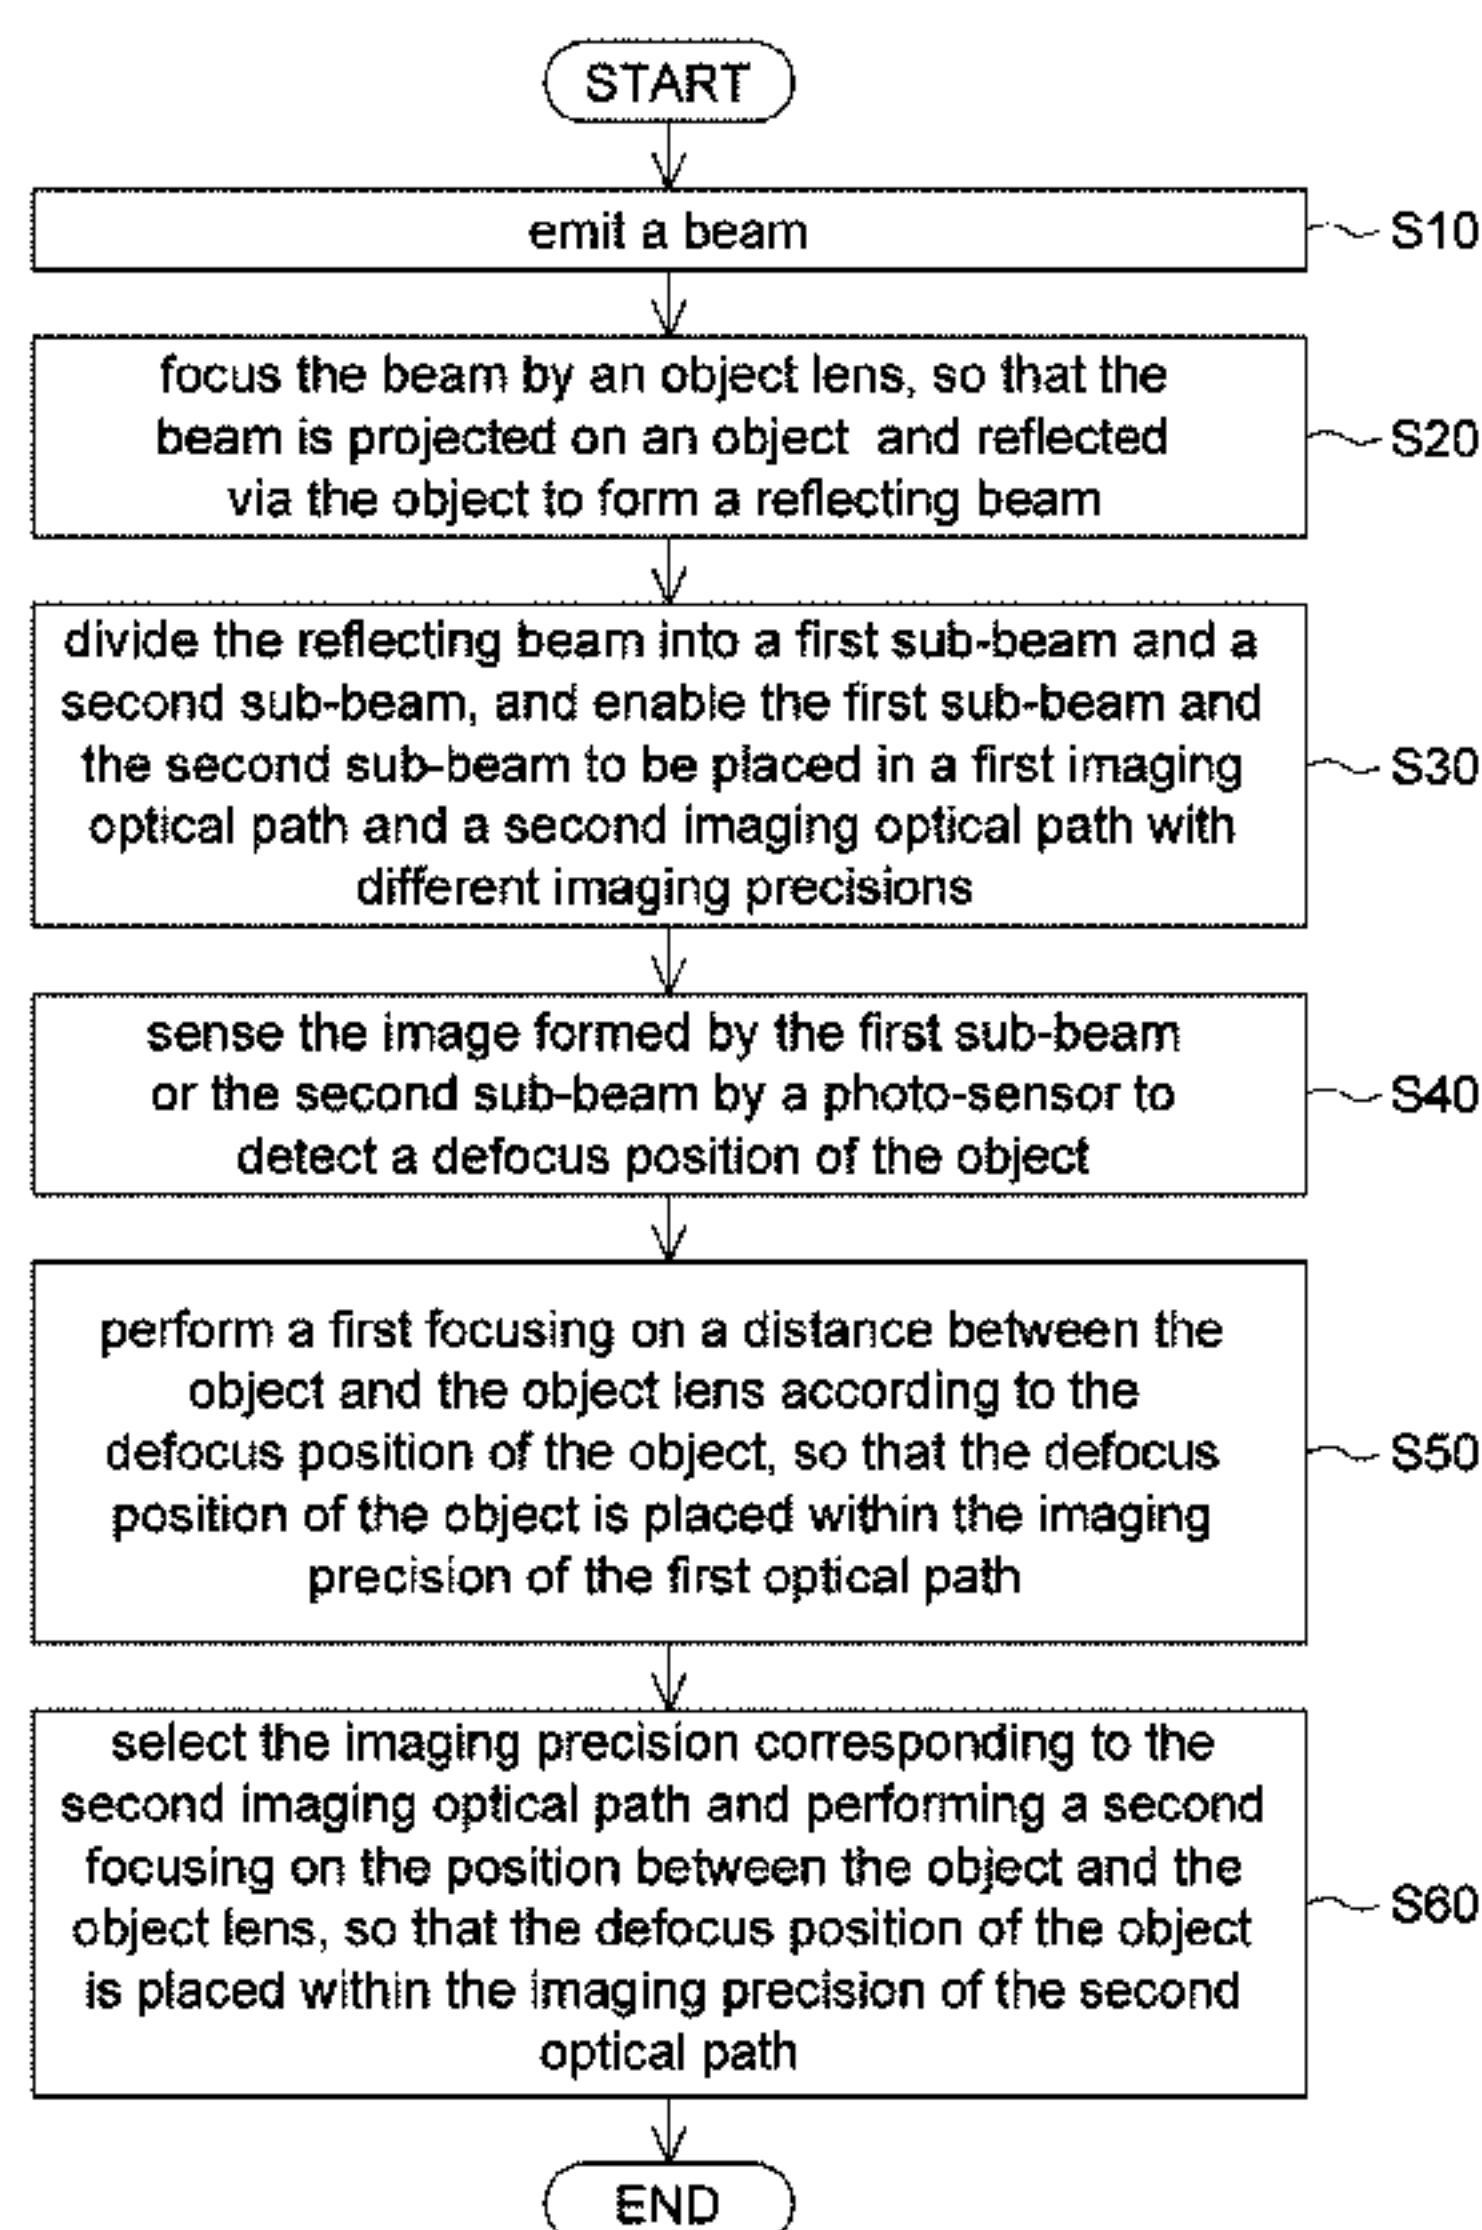 START
emit a beam
S10
focus the beam by an object lens, so that the
beam is projected on an object and reflected
via the object to form a reflecting beam
S20
divide the reflecting beam into a first sub-beam and a
second sub-beam, and enable the first sub-beam and
the second sub-beam to be placed in a first imaging
optical path and a second imaging optical path with
different imaging precisions
S30
sense the image formed by the first sub-beam
or the second sub-beam by a photo-sensor to
detect a defocus position of the object
S40
perform a first focusing on a distance between the
object and the object lens according to the
defocus position of the object, so that the defocus
position of the object is placed within the imaging
precision of the first optical path
S50
select the imaging precision corresponding to the
second imaging optical path and performing a second
focusing on the position between the object and the
object lens, so that the defocus position of the object
is placed within the imaging precision of the second
optical path
S60
END